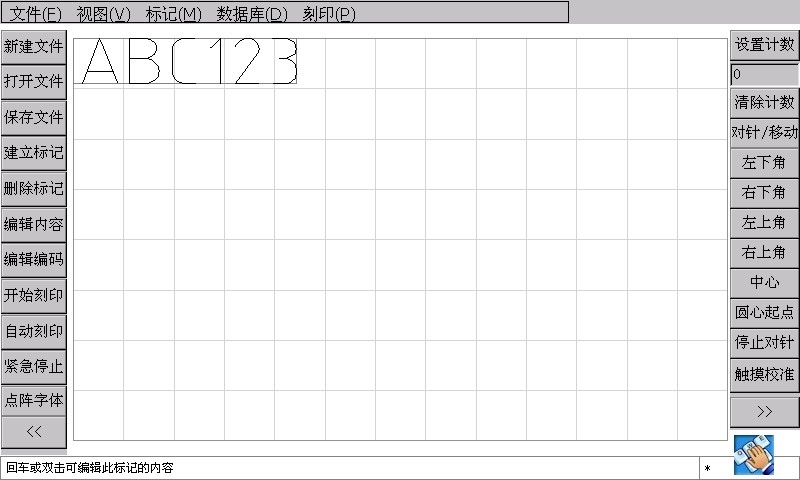 文件(F) 视图(V) 标记(M) 数据库(D) 刻印(P)
新建文件
打开文件
保存文件
建立标记
删除标记
编辑内容
编辑编码
开始刻印
自动刻印
紧急停止
点阵字体
<<
ABC123
设置计数
0
清除计数
对针/移动
左下角
右下角
左上角
右上角
中心
圆心起点
停止对针
触摸校准
>>
回车或双击可编辑此标记的内容
*